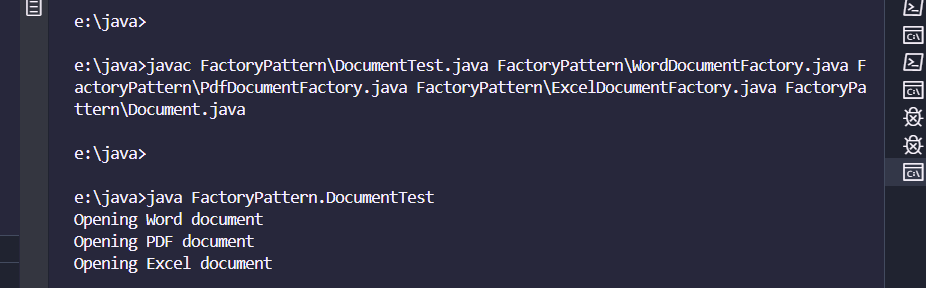 e:\java>
e:\java>javac FactoryPattern\DocumentTest.java FactoryPattern\WordDocumentFactory.java F
actoryPattern\PdfDocumentFactory.java FactoryPattern\ExcelDocumentFactory.java FactoryPa
ttern\Document.java
e:\java>
e:\java>java FactoryPattern.DocumentTest
Opening Word document
Opening PDF document
Opening Excel document